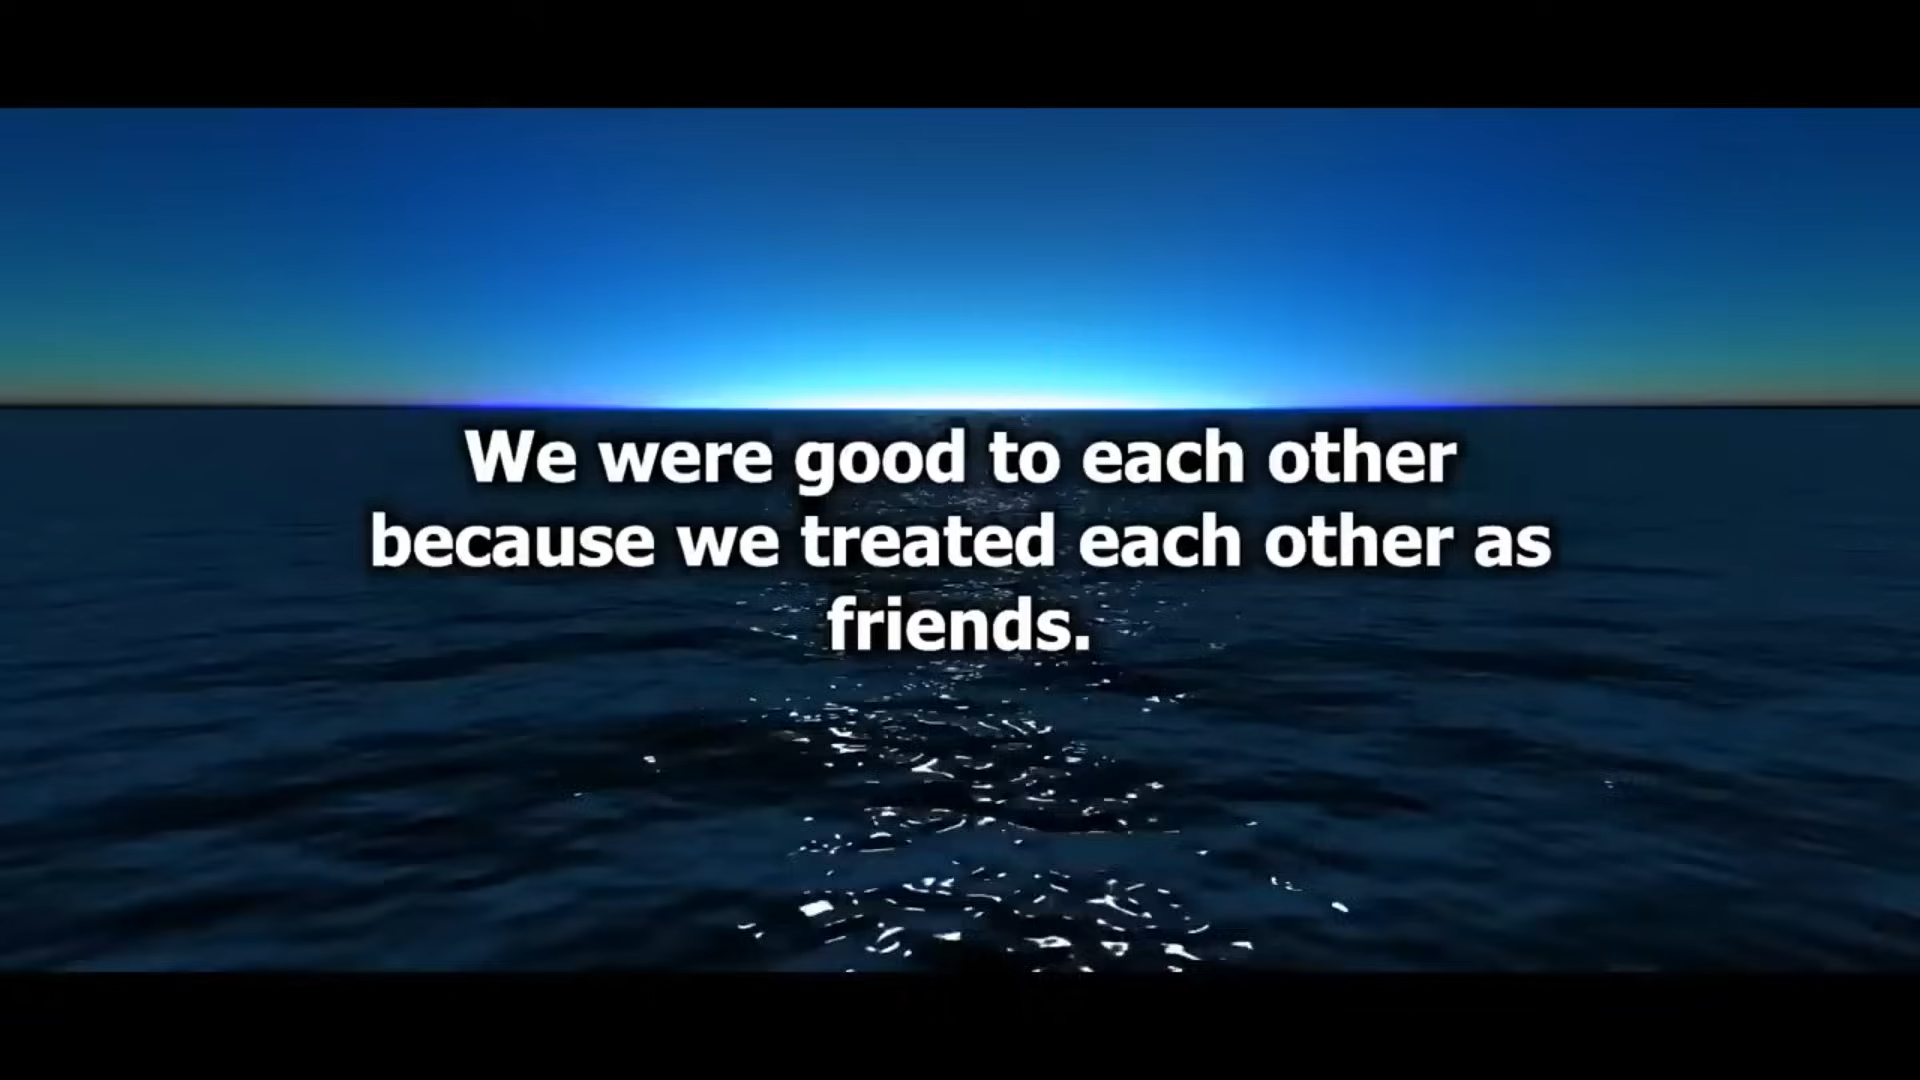 We were good to each other
because we treated each other as
friends.